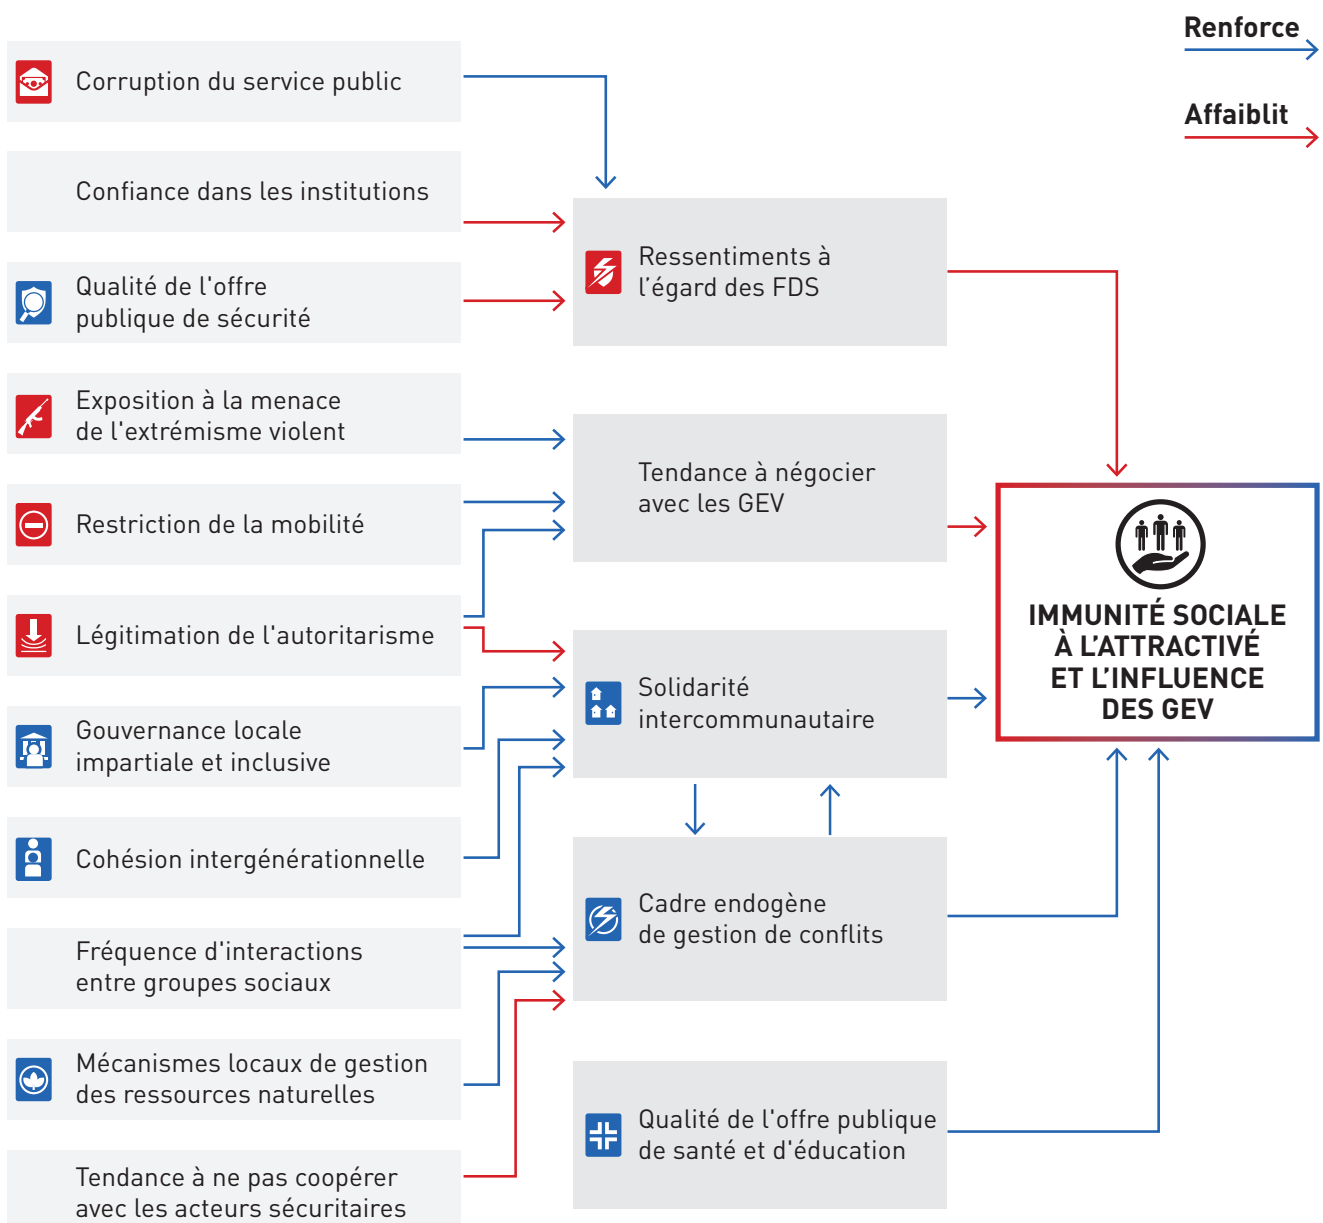 Renforce
Affaiblit
Corruption du service public
Confiance dans les institutions
Qualité de l'offre
publique de sécurité
Exposition à la menace
de l'extrémisme violent
Restriction de la mobilité
Légitimation de l'autoritarisme
Gouvernance locale
impartiale et inclusive
Cohésion intergénérationnelle
Fréquence d'interactions
entre groupes sociaux
Mécanismes locaux de gestion
des ressources naturelles
Tendance à ne pas coopérer
avec les acteurs sécuritaires
Ressentiments à
l’égard des FDS
Tendance à négocier
avec les GEV
Solidarité
intercommunautaire
Cadre endogène
de gestion de conflits
Qualité de l'offre publique
de santé et d'éducation
IMMUNITÉ SOCIALE
À L’ATTRACTIVÉ
ET L’INFLUENCE
DES GEV